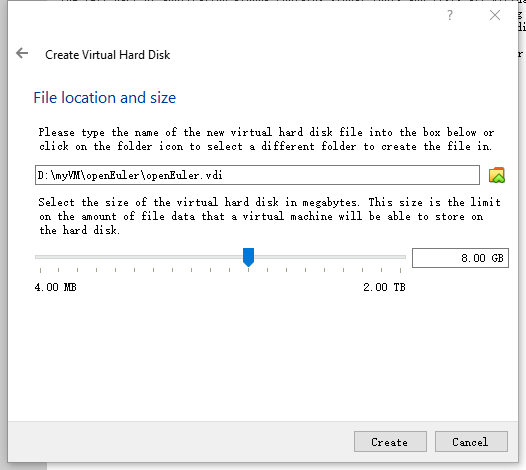 ?
Create Virtual Hard Disk
File location and size
Please type the name of the new virtual hard disk file into the box below or
click on the folder icon to select a different folder to create the file in.
D:\myVM\openEuler\openEuler.vdi
Select the size of the virtual hard disk in megabytes. This size is the limit
on the amount of file data that a virtual machine will be able to store on
the hard disk.
8.00 GB
4.00 MB 2.00 TB
Create Cancel